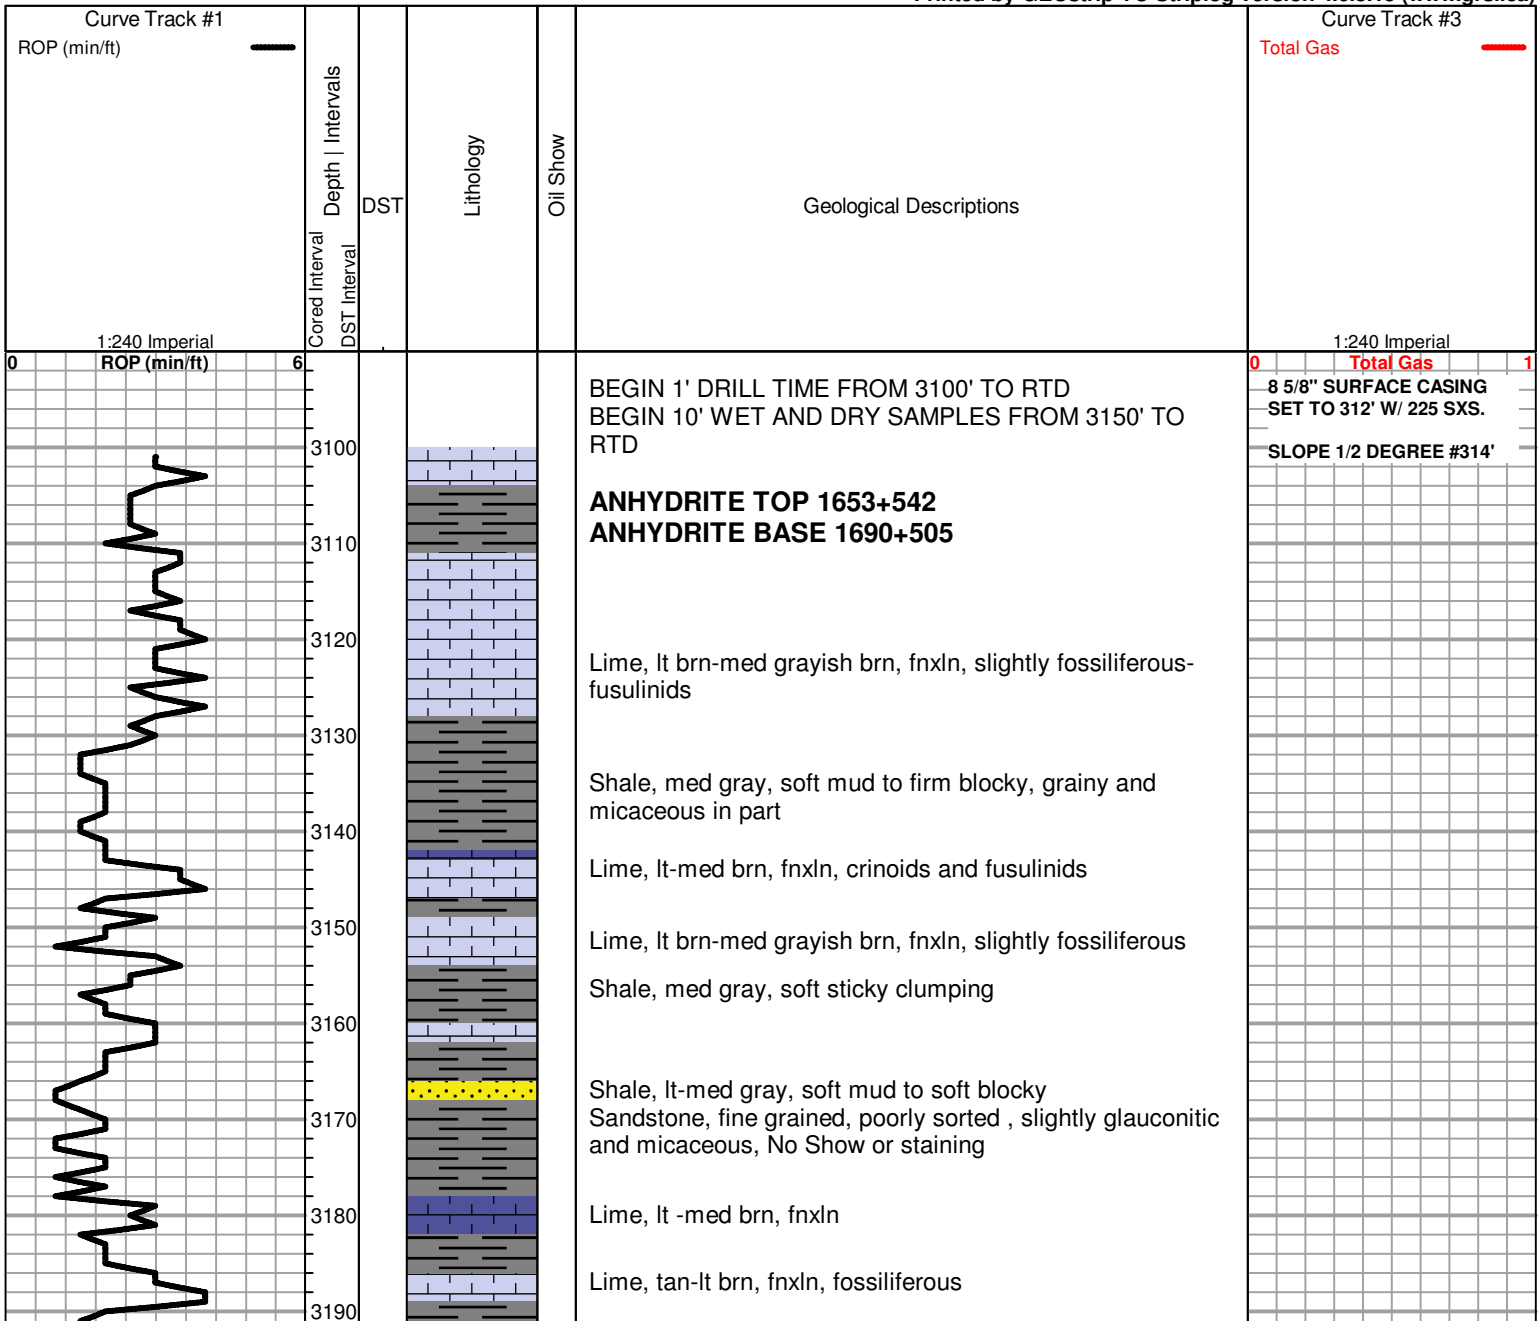 Curve Track #1
ROP (min/ft)
1:240 Imperial
Depth | Intervals
Cored Interval
DST Interval
DST
Lithology
Oil Show
Geological Descriptions
Curve Track #3
Total Gas
1:240 Imperial
0 ROP (min/ft) 6
0 Total Gas 1
8 5/8" SURFACE CASING
SET TO 312' W/ 225 SXS.
SLOPE 1/2 DEGREE #314'
BEGIN 1' DRILL TIME FROM 3100' TO RTD
BEGIN 10' WET AND DRY SAMPLES FROM 3150' TO
RTD
3100
ANHYDRITE TOP 1653+542
ANHYDRITE BASE 1690+505
3110
3120
Lime, lt brn-med grayish brn, fnxln, slightly fossiliferous-
fusulinids
3130
Shale, med gray, soft mud to firm blocky, grainy and
micaceous in part
3140
Lime, lt-med brn, fnxln, crinoids and fusulinids
3150
Lime, lt brn-med grayish brn, fnxln, slightly fossiliferous
Shale, med gray, soft sticky clumping
3160
Shale, lt-med gray, soft mud to soft blocky
3170
Sandstone, fine grained, poorly sorted , slightly glauconitic
and micaceous, No Show or staining
3180
Lime, lt -med brn, fnxln
Lime, tan-lt brn, fnxln, fossiliferous
3190